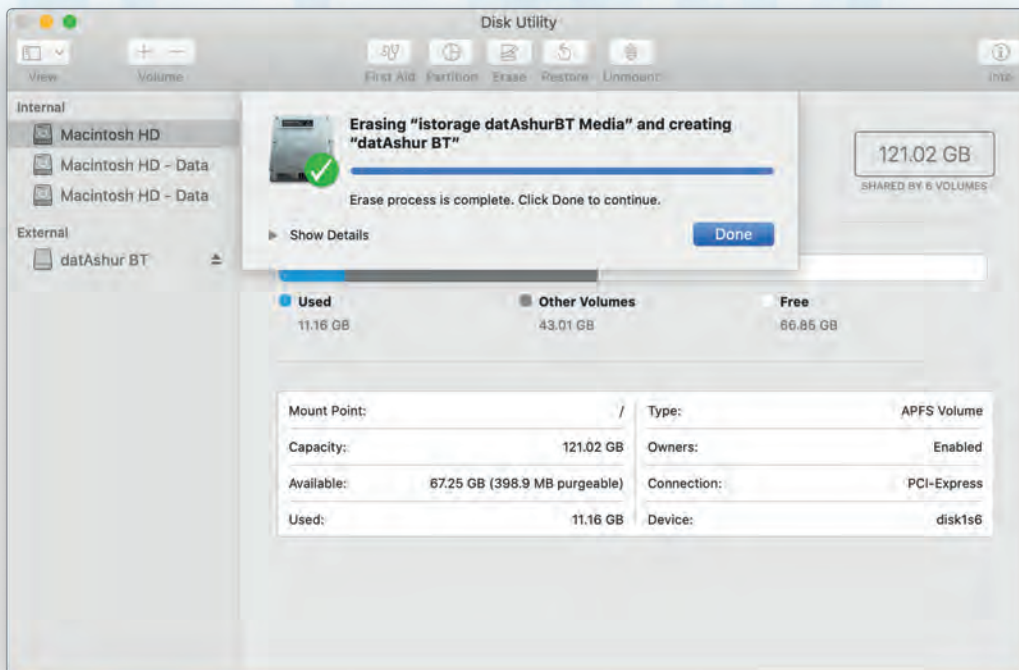 Disk Utility
View
Volume
First Aid
Partition
Erase
Restore
Unmount
Info
Internal
Macintosh HD
Macintosh HD - Data
Macintosh HD - Data
External
datAshur BT
Erasing “istorage datAshurBT Media” and creating
“datAshur BT”
Erase process is complete. Click Done to continue.
Show Details
Done
121.02 GB
SHARED BY 6 VOLUMES
Used
11.16 GB
Other Volumes
43.01 GB
Free
66.85 GB
Mount Point: /
Capacity: 121.02 GB
Available: 67.25 GB (398.9 MB purgeable)
Used: 11.16 GB
Type: APFS Volume
Owners: Enabled
Connection: PCI-Express
Device: disk1s6